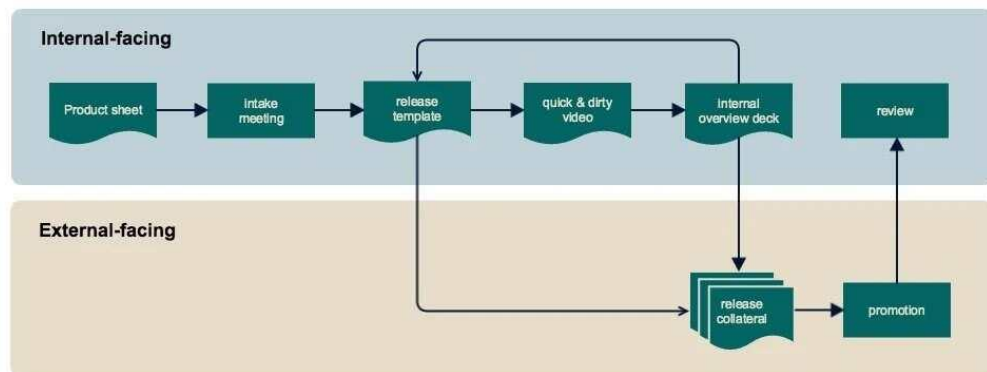 Internal-facing
Product sheet
intake
meeting
release
template
quick & dirty
video
internal
overview deck
review
External-facing
release
collateral
promotion